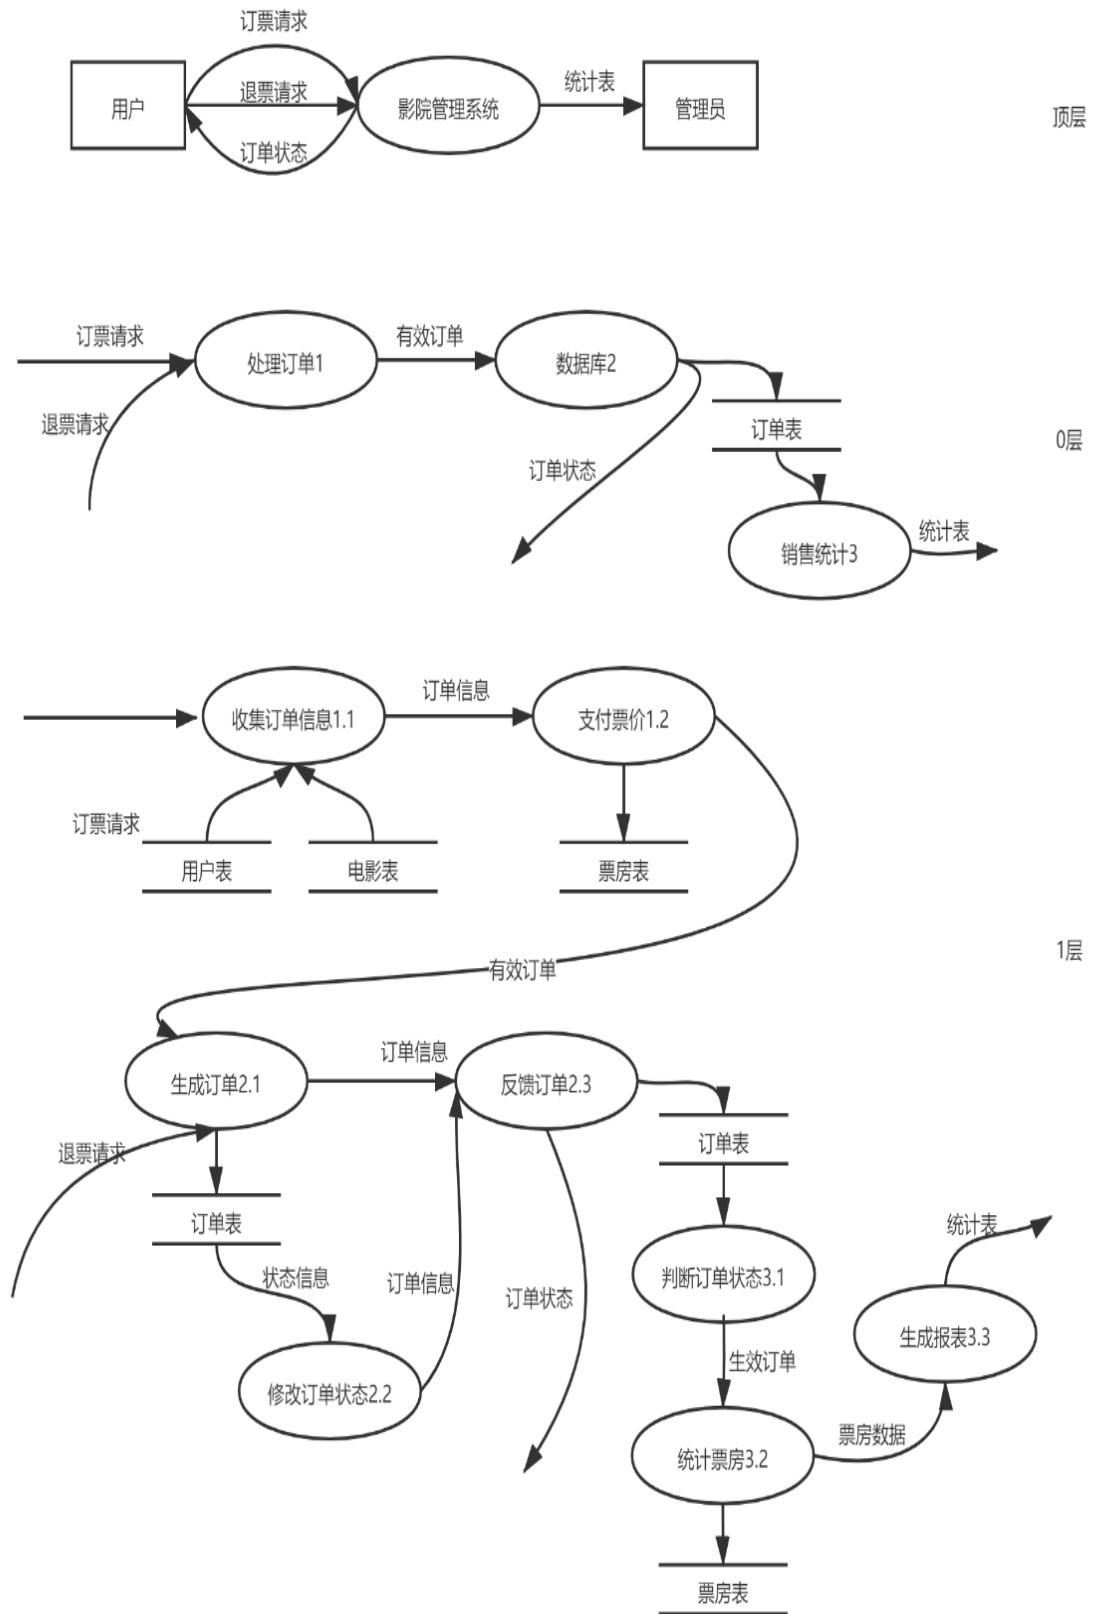 订票请求
用户
退票请求
影院管理系统
统计表
管理员
顶层
订单状态
订票请求
处理订单1
有效订单
数据库2
退票请求
订单表
0层
订单状态
销售统计3
统计表
收集订单信息1.1
订单信息
支付票价1.2
订票请求
用户表
电影表
票房表
1层
有效订单
生成订单2.1
订单信息
反馈订单2.3
退票请求
订单表
订单表
状态信息
订单信息
订单状态
判断订单状态3.1
统计表
生成报表3.3
生效订单
修改订单状态2.2
统计票房3.2
票房数据
票房表